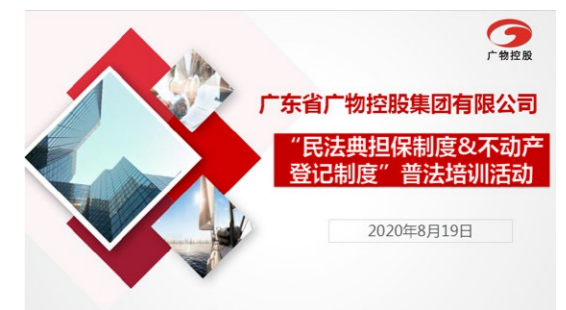 广物控股
广东省广物控股集团有限公司
“民法典担保制度&不动产
登记制度”普法培训活动
2020年8月19日